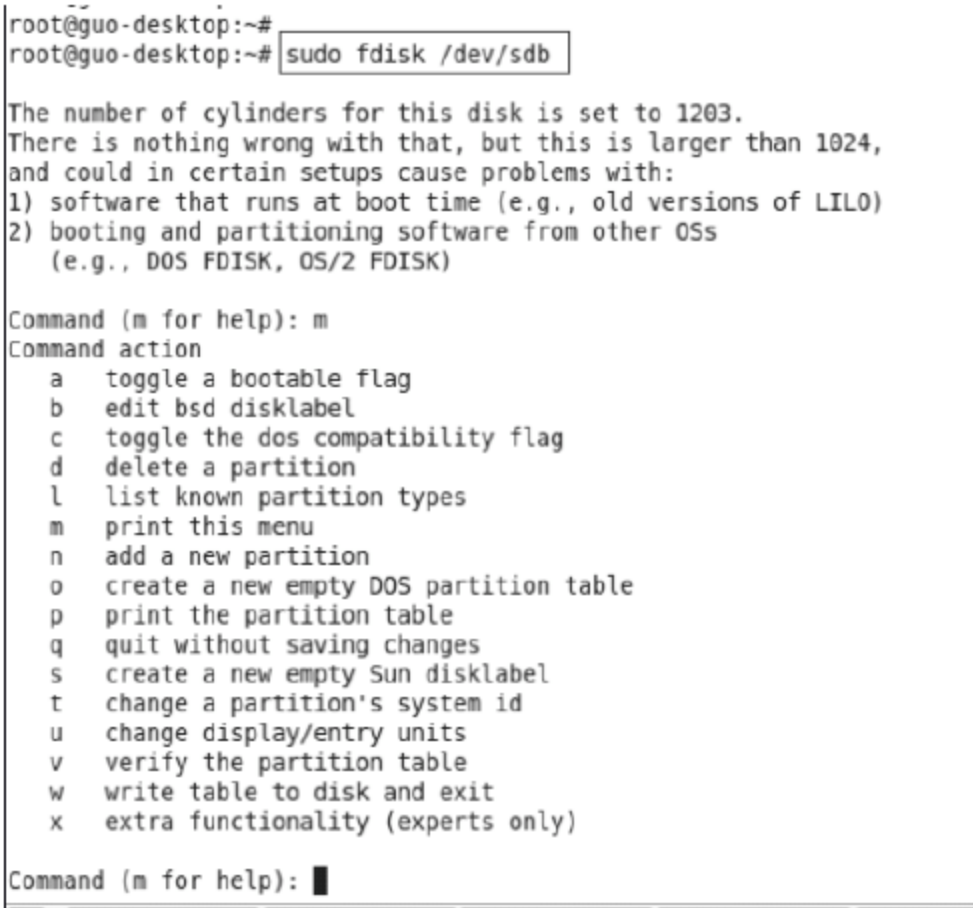 root@guo-desktop:~#
root@guo-desktop:~# sudo fdisk /dev/sdb
The number of cylinders for this disk is set to 1203.
There is nothing wrong with that, but this is larger than 1024,
and could in certain setups cause problems with:
1) software that runs at boot time (e.g., old versions of LILO)
2) booting and partitioning software from other OSs
   (e.g., DOS FDISK, OS/2 FDISK)
Command (m for help): m
Command action
   a   toggle a bootable flag
   b   edit bsd disklabel
   c   toggle the dos compatibility flag
   d   delete a partition
   l   list known partition types
   m   print this menu
   n   add a new partition
   o   create a new empty DOS partition table
   p   print the partition table
   q   quit without saving changes
   s   create a new empty Sun disklabel
   t   change a partition's system id
   u   change display/entry units
   v   verify the partition table
   w   write table to disk and exit
   x   extra functionality (experts only)
Command (m for help):